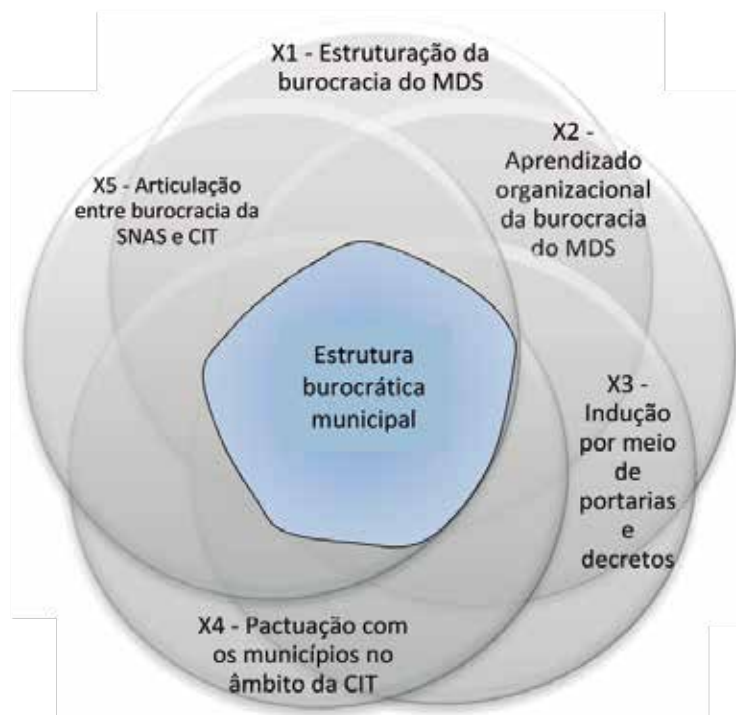 X1 - Estruturação da
burocracia do MDS
X2 -
Aprendizado
organizacional
da burocracia
do MDS
X3 -
Indução
por meio
de
portarias
e
decretos
X4 - Pactuação com
os municípios no
âmbito da CIT
X5 - Articulação
entre burocracia da
SNAS e CIT
Estrutura
burocrática
municipal